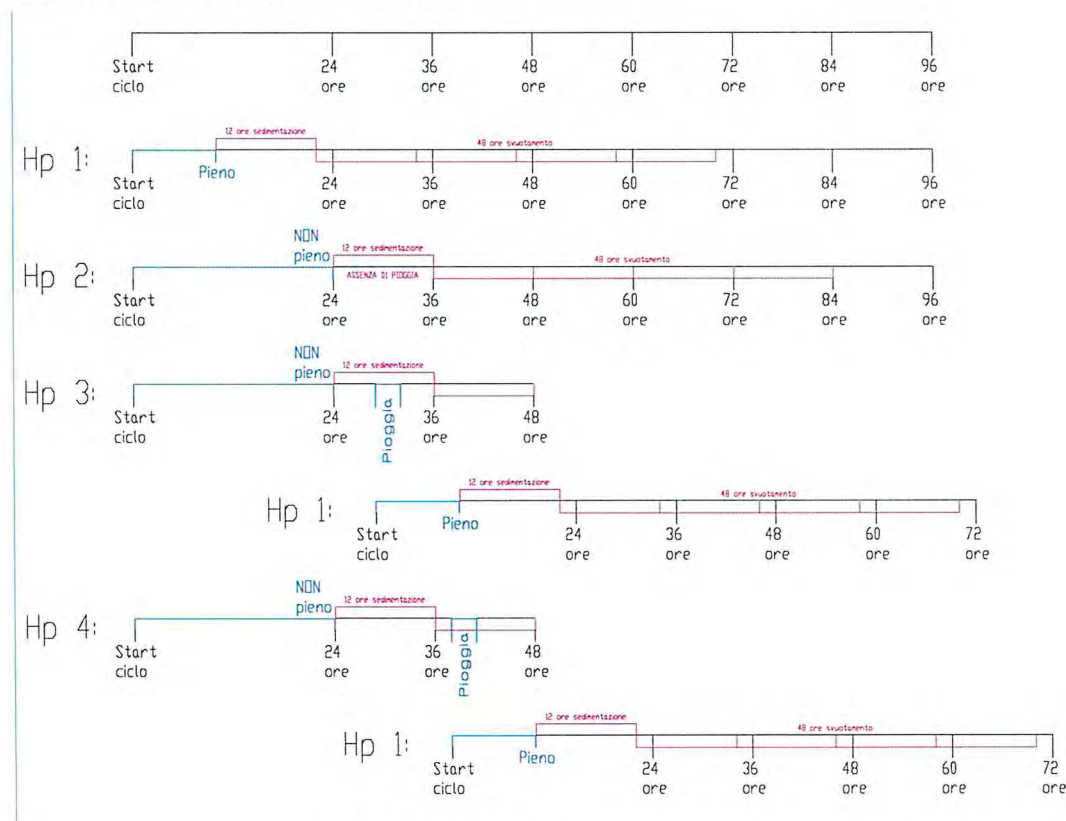 Start ciclo 24 ore 36 ore 48 ore 60 ore 72 ore 84 ore 96 ore
Hp 1:
12 ore sedimentazione
48 ore svuotamento
Pieno
Start ciclo 24 ore 36 ore 48 ore 60 ore 72 ore 84 ore 96 ore
Hp 2:
NON pieno
12 ore sedimentazione
ASSENZA DI PIOGGIA
48 ore svuotamento
Start ciclo 24 ore 36 ore 48 ore 60 ore 72 ore 84 ore 96 ore
Hp 3:
NON pieno
12 ore sedimentazione
Pioggia
Start ciclo 24 ore 36 ore 48 ore
Hp 1:
12 ore sedimentazione
48 ore svuotamento
Pieno
Start ciclo 24 ore 36 ore 48 ore 60 ore 72 ore
Hp 4:
NON pieno
12 ore sedimentazione
Pioggia
Start ciclo 24 ore 36 ore 48 ore
Hp 1:
12 ore sedimentazione
48 ore svuotamento
Pieno
Start ciclo 24 ore 36 ore 48 ore 60 ore 72 ore